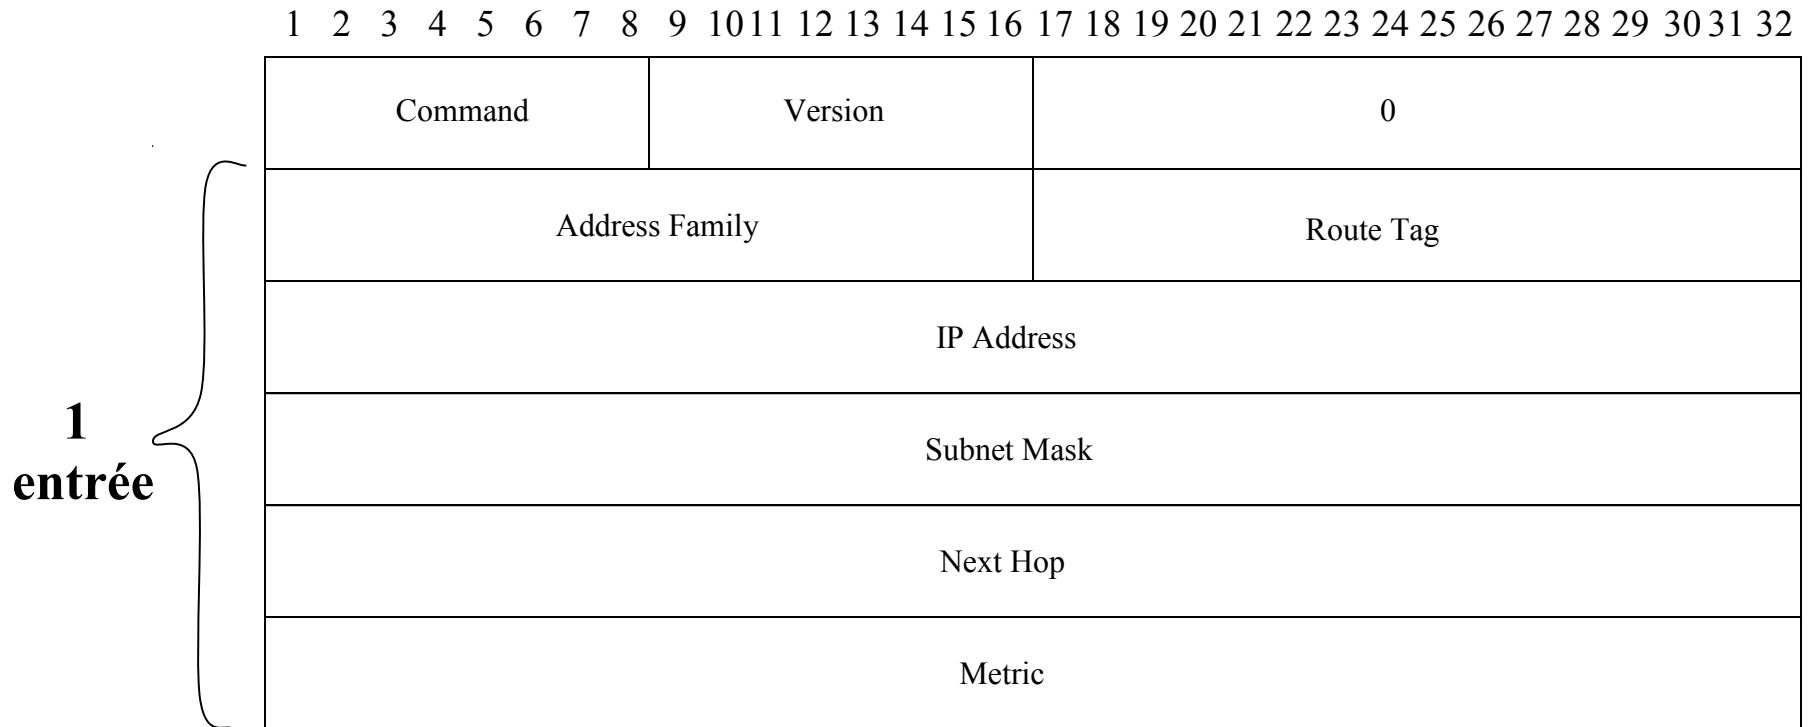 1 2 3 4 5 6 7 8 9 10 11 12 13 14 15 16 17 18 19 20 21 22 23 24 25 26 27 28 29 30 31 32
Command Version 0
Address Family Route Tag
IP Address
Subnet Mask
Next Hop
Metric
1
entrée